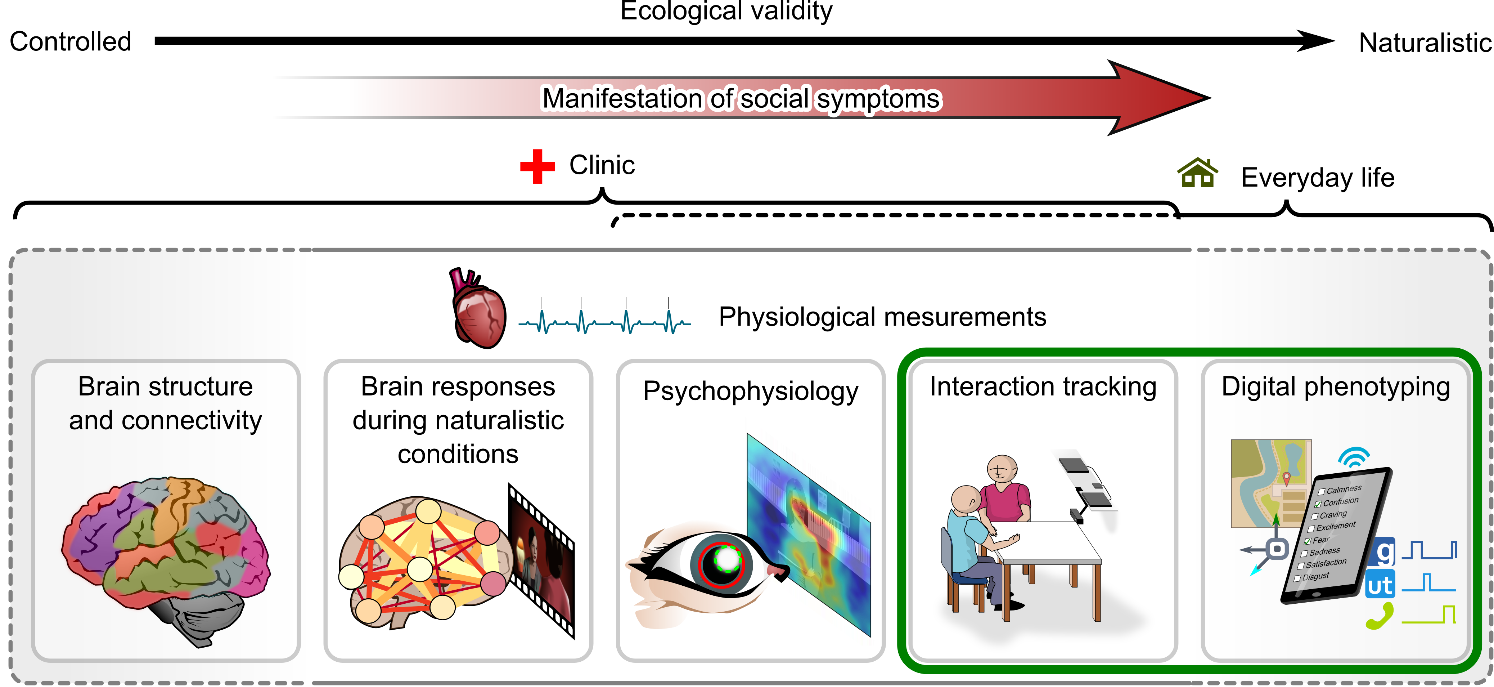 Ecological validity
Controlled
Naturalistic
Manifestation of social symptoms
Clinic
Everyday life
Physiological mesurements
Brain structure
and connectivity
Brain responses
during naturalistic
conditions
Psychophysiology
Interaction tracking
Digital phenotyping
Calmness
Confusion
Craving
Excitement
Fear
Sadness
Satisfaction
Disgust
g
ut